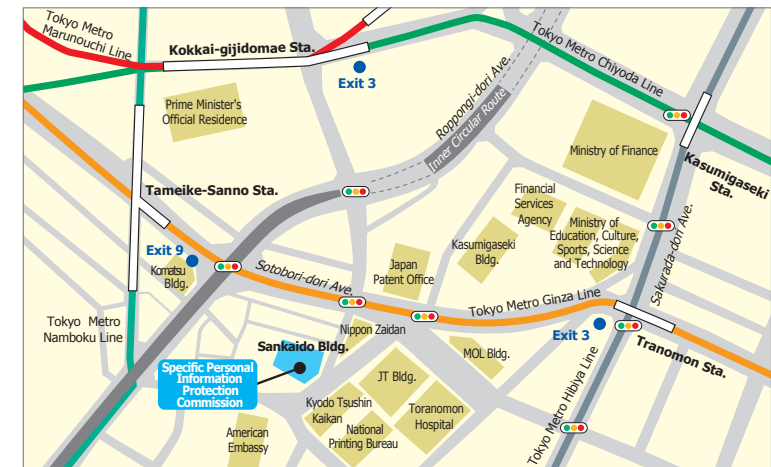 Tokyo Metro
Marunouchi Line
Kokkai-gijidomae Sta.
Exit 3
Tokyo Metro Chiyoda Line
Roppongi-dori Ave.
Inner Circular Route
Prime Minister's
Official Residence
Ministry of Finance
Kasumigaseki
Sta.
Tameike-Sanno Sta.
Financial
Services
Agency
Ministry of
Education, Culture,
Sports, Science
and Technology
Sakurada-dori Ave.
Kasumigaseki
Bldg.
Exit 9
Komatsu
Bldg.
Sotobori-dori Ave.
Japan
Patent Office
Tokyo Metro Ginza Line
Tokyo Metro
Namboku Line
Nippon Zaidan
Exit 3
Tranomon Sta.
Sankaido Bldg.
MOL Bldg.
Specific Personal
Information
Protection
Commission
JT Bldg.
Tokyo Metro Hibiya Line
Kyodo Tsushin
Kaikan
Toranomon
Hospital
National
Printing Bureau
American
Embassy